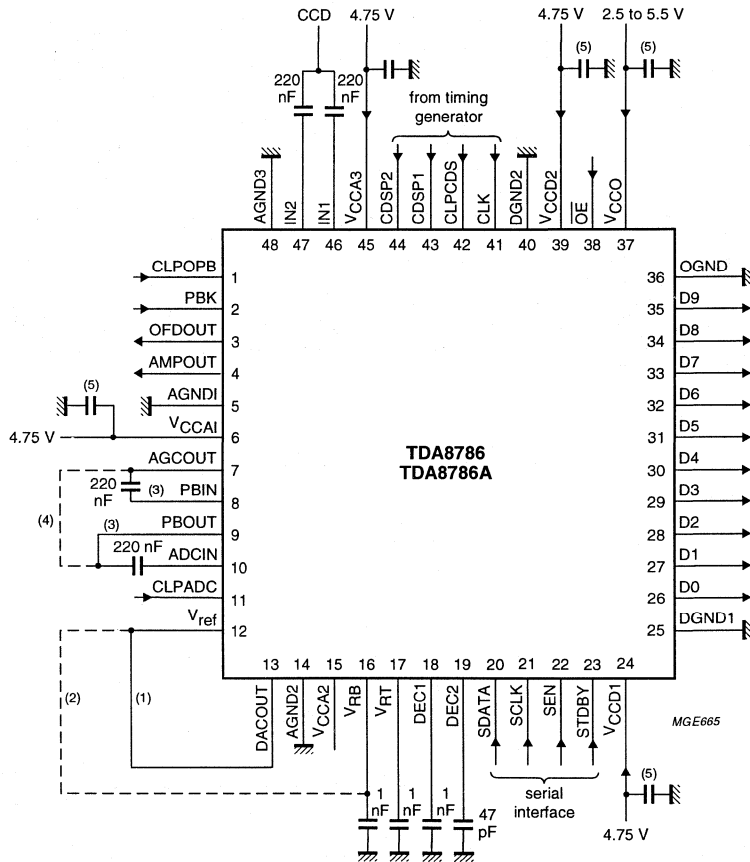 CCD
4.75 V
4.75 V
2.5 to 5.5 V
(5)
(5)
220
nF
220
nF
from timing
generator
AGND3
IN2
IN1
VCCA3
CDSP2
CDSP1
CLPCDS
CLK
DGND2
VCCD2
OE
VCCO
48
47
46
45
44
43
42
41
40
39
38
37
CLPOPB
1
PBK
2
OFDOUT
3
AMPOUT
4
AGNDI
5
(5)
4.75 V
VCCAI
6
AGCOUT
7
220
nF
(3)
PBIN
8
(4)
(3)
PBOUT
9
220 nF
ADCIN
10
CLPADC
11
Vref
12
TDA8786
TDA8786A
36
OGND
35
D9
34
D8
33
D7
32
D6
31
D5
30
D4
29
D3
28
D2
27
D1
26
D0
25
DGND1
13
14
15
16
17
18
19
20
21
22
23
24
DACOUT
AGND2
VCCA2
VRB
VRT
DEC1
DEC2
SDATA
SCLK
SEN
STDBY
VCCD1
(2)
(1)
MGE665
1
nF
1
nF
1
nF
47
pF
serial
interface
(5)
4.75 V